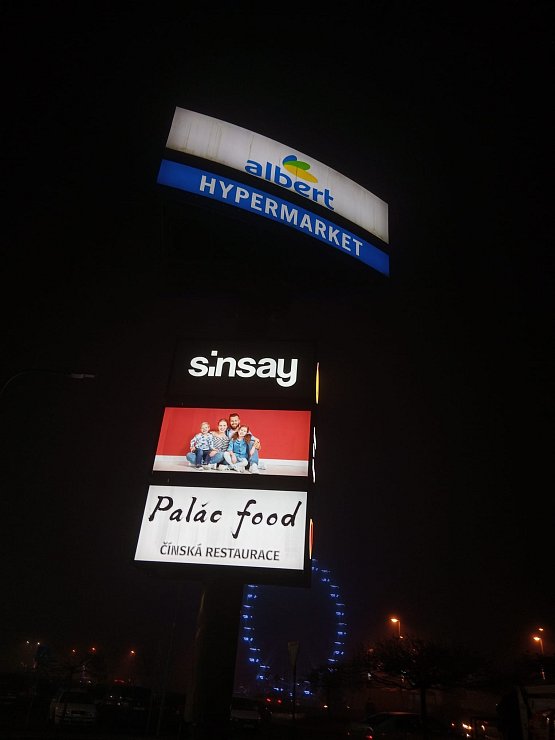 albert
HYPERMARKET
sinsay
Palác food
ČÍNSKÁ RESTAURACE